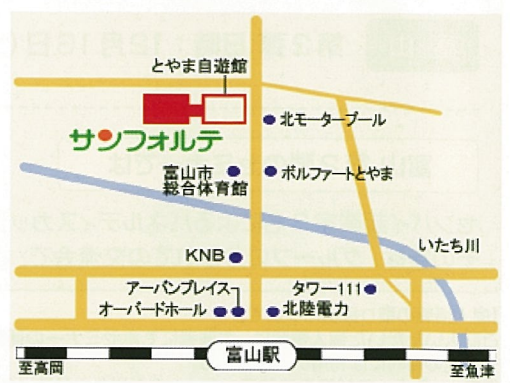 とやま自遊館
サンフォルテ
北モータープール
富山市
総合体育館
ボルファートとやま
いたち川
KNB
アーバンプレイス
オーバードホール
タワー111
北陸電力
富山駅
至高岡
至魚津